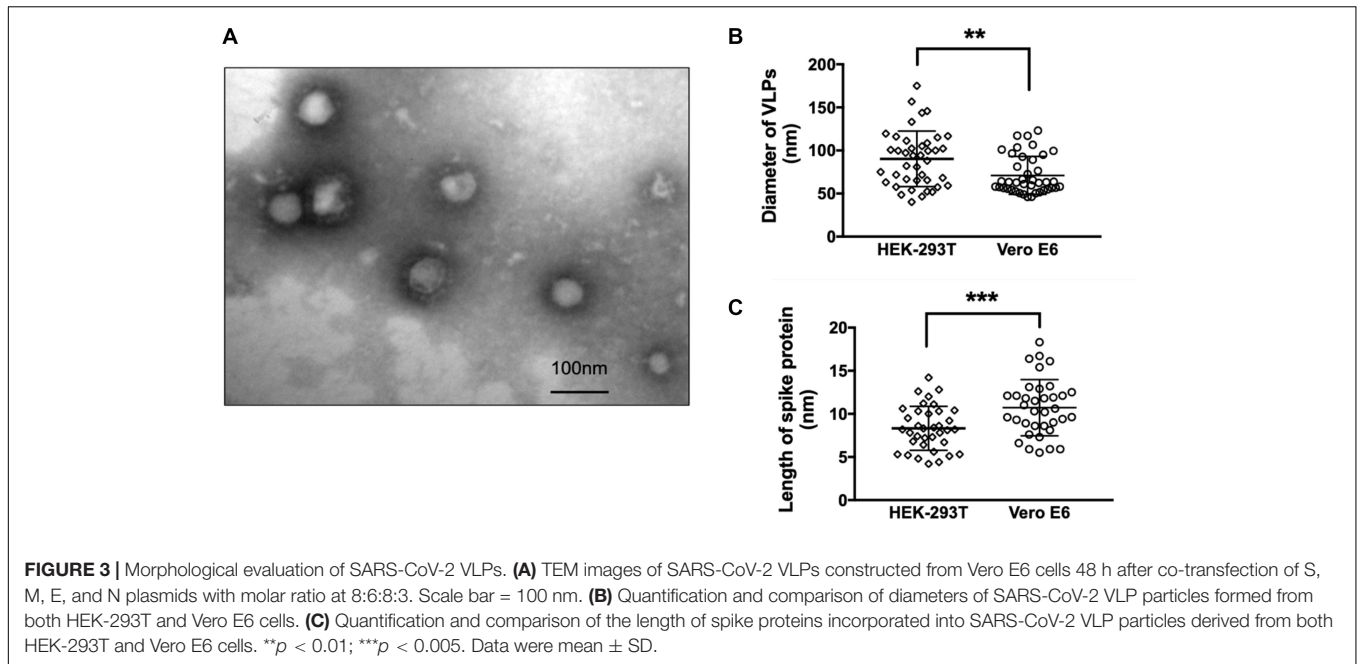 A
100nm
B
**
Diameter of VLPs
(nm)
200
150
100
50
0
HEK-293T Vero E6
C
***
Length of spike protein
(nm)
20
15
10
5
0
HEK-293T Vero E6
FIGURE 3 | Morphological evaluation of SARS-CoV-2 VLPs. (A) TEM images of SARS-CoV-2 VLPs constructed from Vero E6 cells 48 h after co-transfection of S,
M, E, and N plasmids with molar ratio at 8:6:8:3. Scale bar = 100 nm. (B) Quantification and comparison of diameters of SARS-CoV-2 VLP particles formed from
both HEK-293T and Vero E6 cells. (C) Quantification and comparison of the length of spike proteins incorporated into SARS-CoV-2 VLP particles derived from both
HEK-293T and Vero E6 cells. **p < 0.01; ***p < 0.005. Data were mean ± SD.